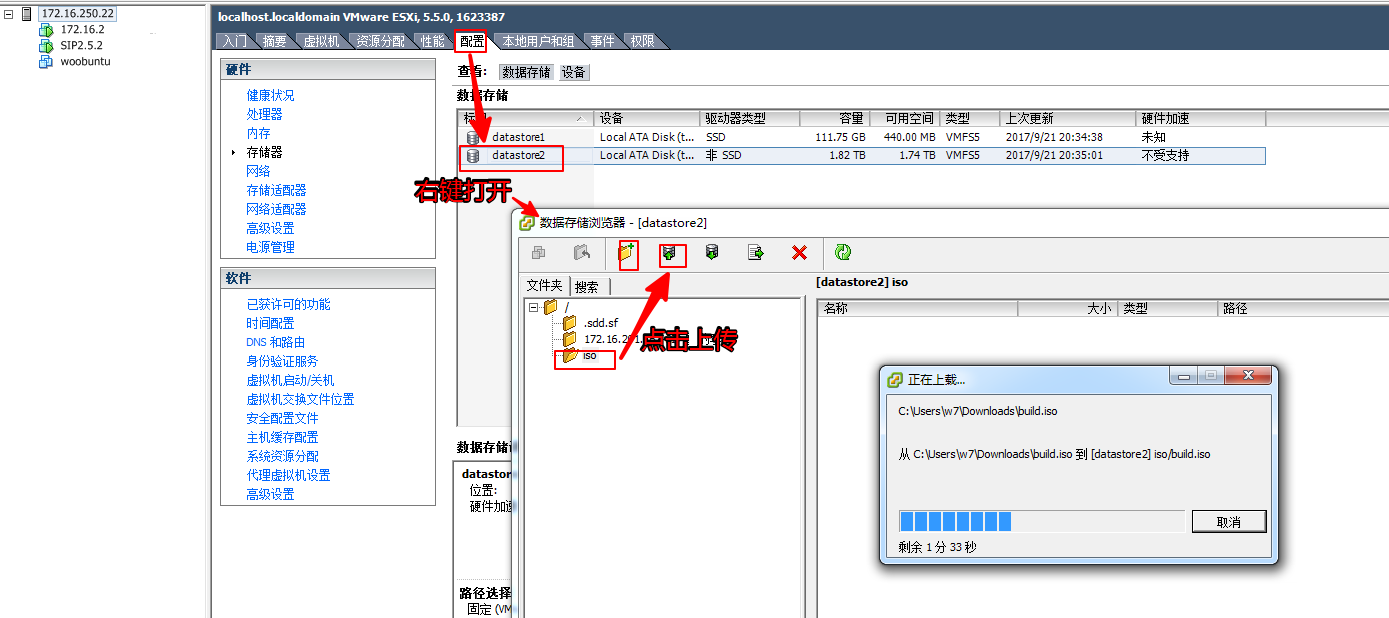 172.16.250.22
172.16.2
SIP2.5.2
woobuntu
localhost.localdomain VMware ESXi, 5.5.0, 1623387
入门 摘要 虚拟机 资源分配 性能 配置 本地用户和组 事件 权限
硬件
健康状况
处理器
内存
存储器
网络
存储适配器
网络适配器
高级设置
电源管理
软件
已获许可的功能
时间配置
DNS 和路由
身份验证服务
虚拟机启动/关机
虚拟机交换文件位置
安全配置文件
主机缓存配置
系统资源分配
代理虚拟机设置
高级设置
查看: 数据存储 设备
数据存储
设备 驱动器类型 容量 可用空间 类型 上次更新 硬件加速
datastore1 Local ATA Disk (t... SSD 111.75 GB 440.00 MB VMFS5 2017/9/21 20:34:38 未知
datastore2 Local ATA Disk (t... 非 SSD 1.82 TB 1.74 TB VMFS5 2017/9/21 20:35:01 不受支持
右键打开
数据存储浏览器 - [datastore2]
文件夹 搜索
[datastore2] iso
/
.sdd.sf
172.16.201.
iso
点击上传
名称 大小 类型 路径
正在上载...
C:\Users\w7\Downloads\build.iso
从 C:\Users\w7\Downloads\build.iso 到 [datastore2] iso/build.iso
取消
剩余 1 分 33 秒
数据存储
datastor
位置:
硬件加速
路径选择
固定 (VM